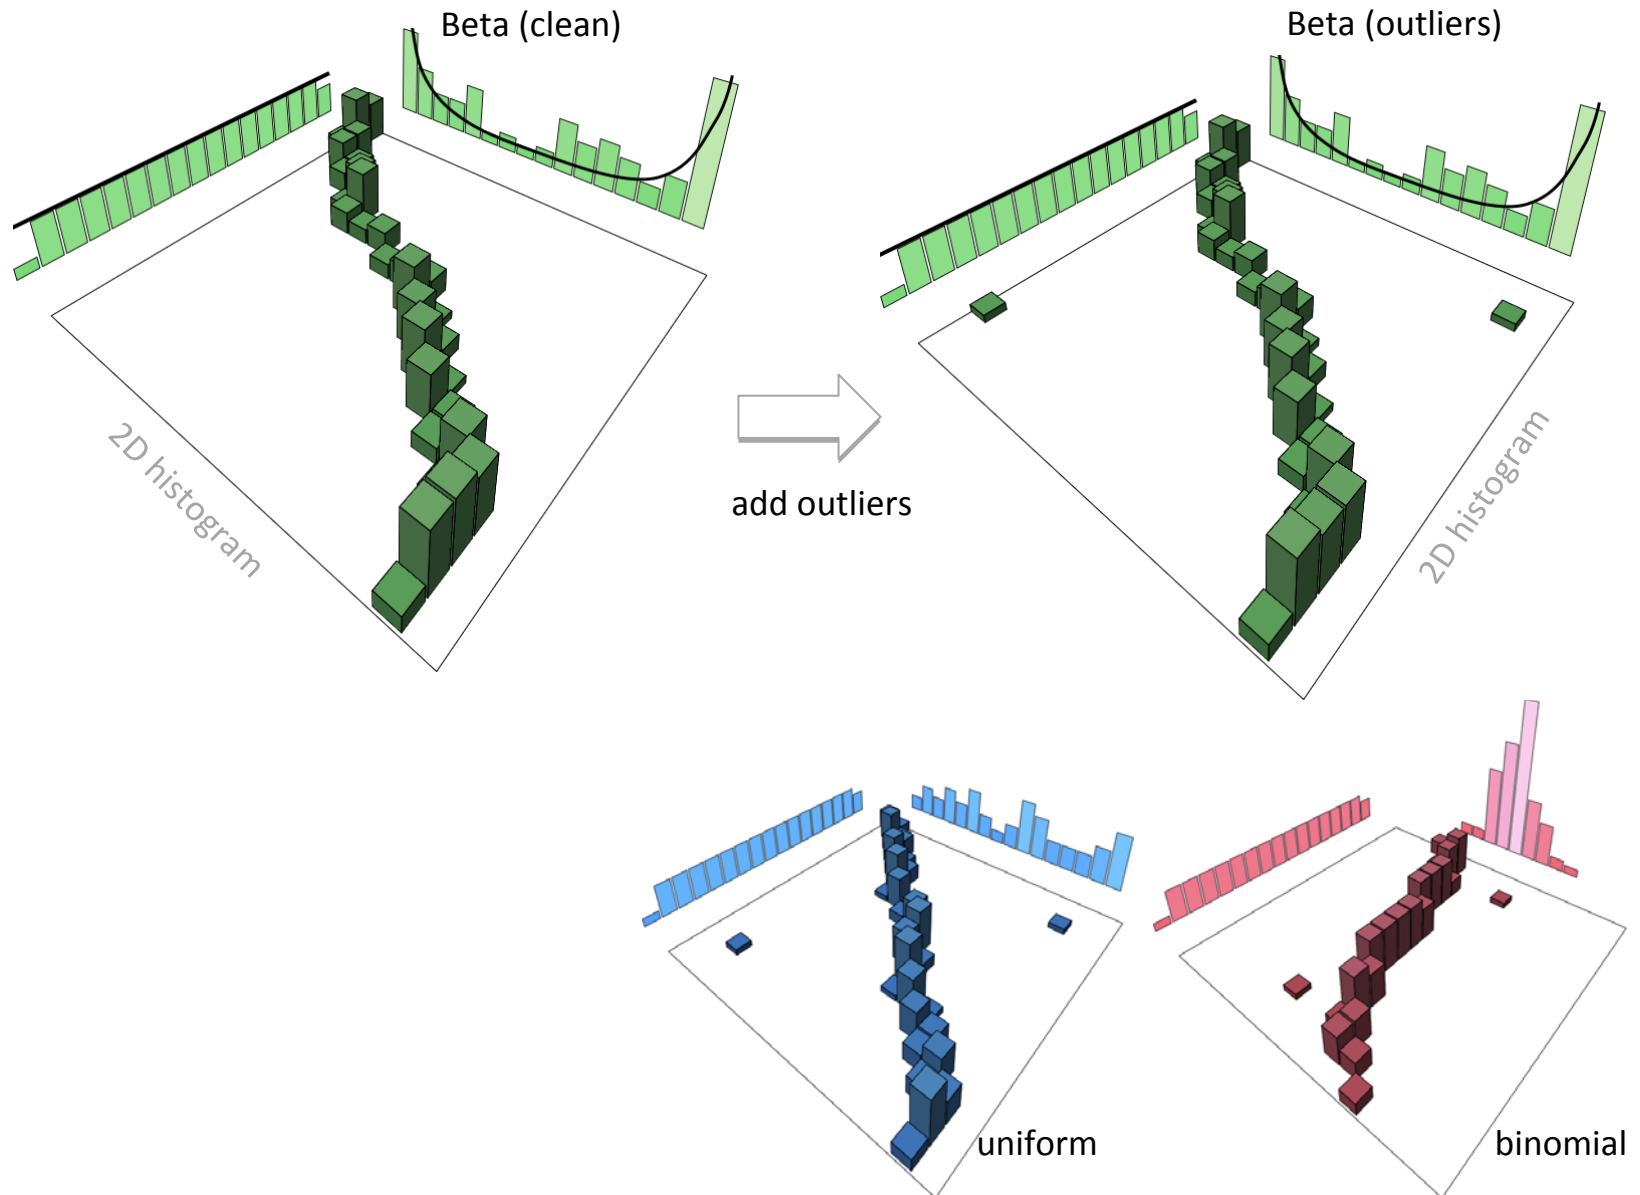 Beta (clean)
Beta (outliers)
2D histogram
add outliers
2D histogram
uniform
binomial